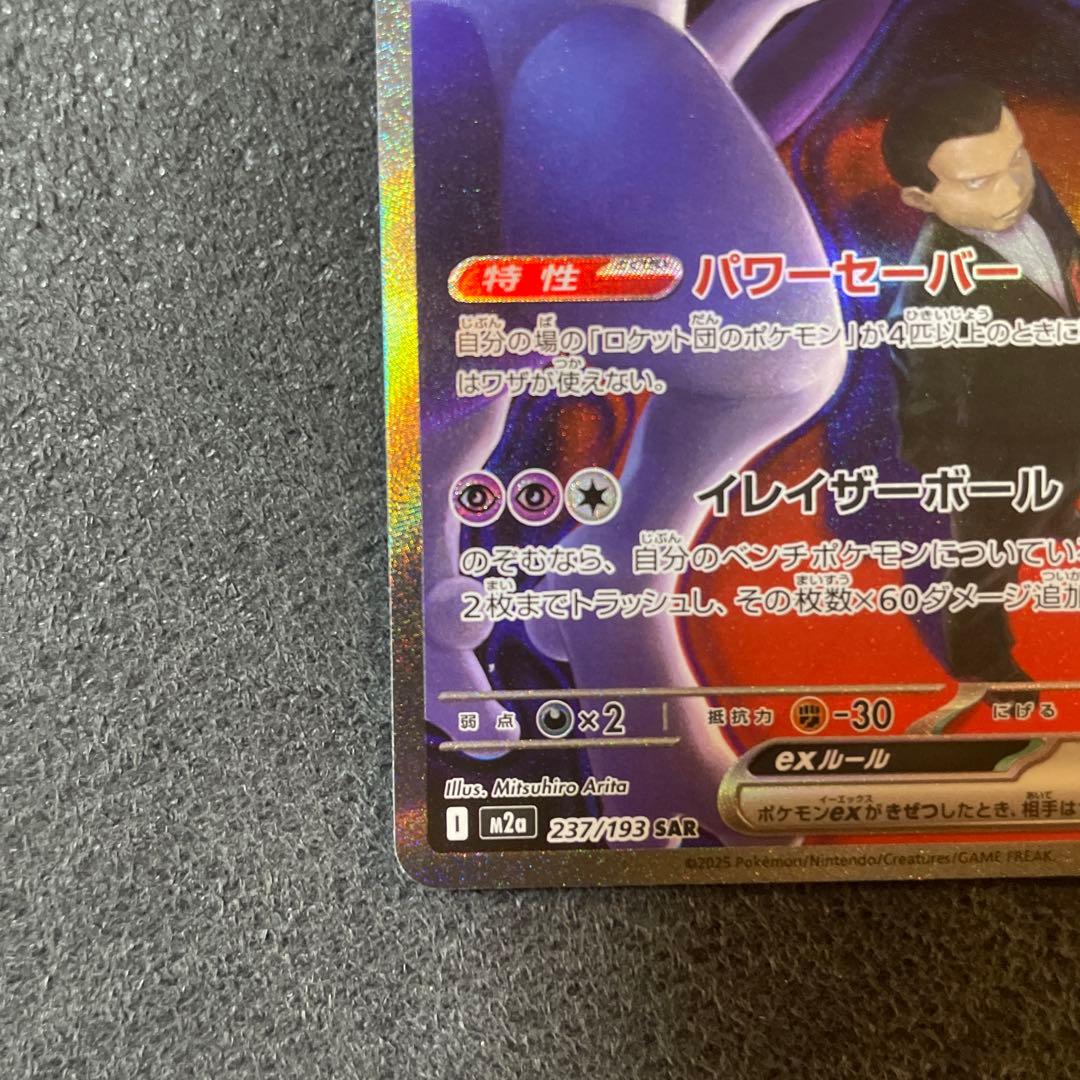 特性 パワーセーバー
自分の場の「ロケット団のポケモン」が4匹以上のときに
はワザが使えない。
イレイザーボール
のぞむなら、自分のベンチポケモンについてい
2枚までトラッシュし、その枚数×60ダメージ追加
弱点 ×2 抵抗力 -30 にげる
exルール
ポケモンexがきぜつしたとき、相手は
Illus. Mitsuhiro Arita
I M2a 237/193 SAR
©2025 Pokémon/Nintendo/Creatures/GAME FREAK.